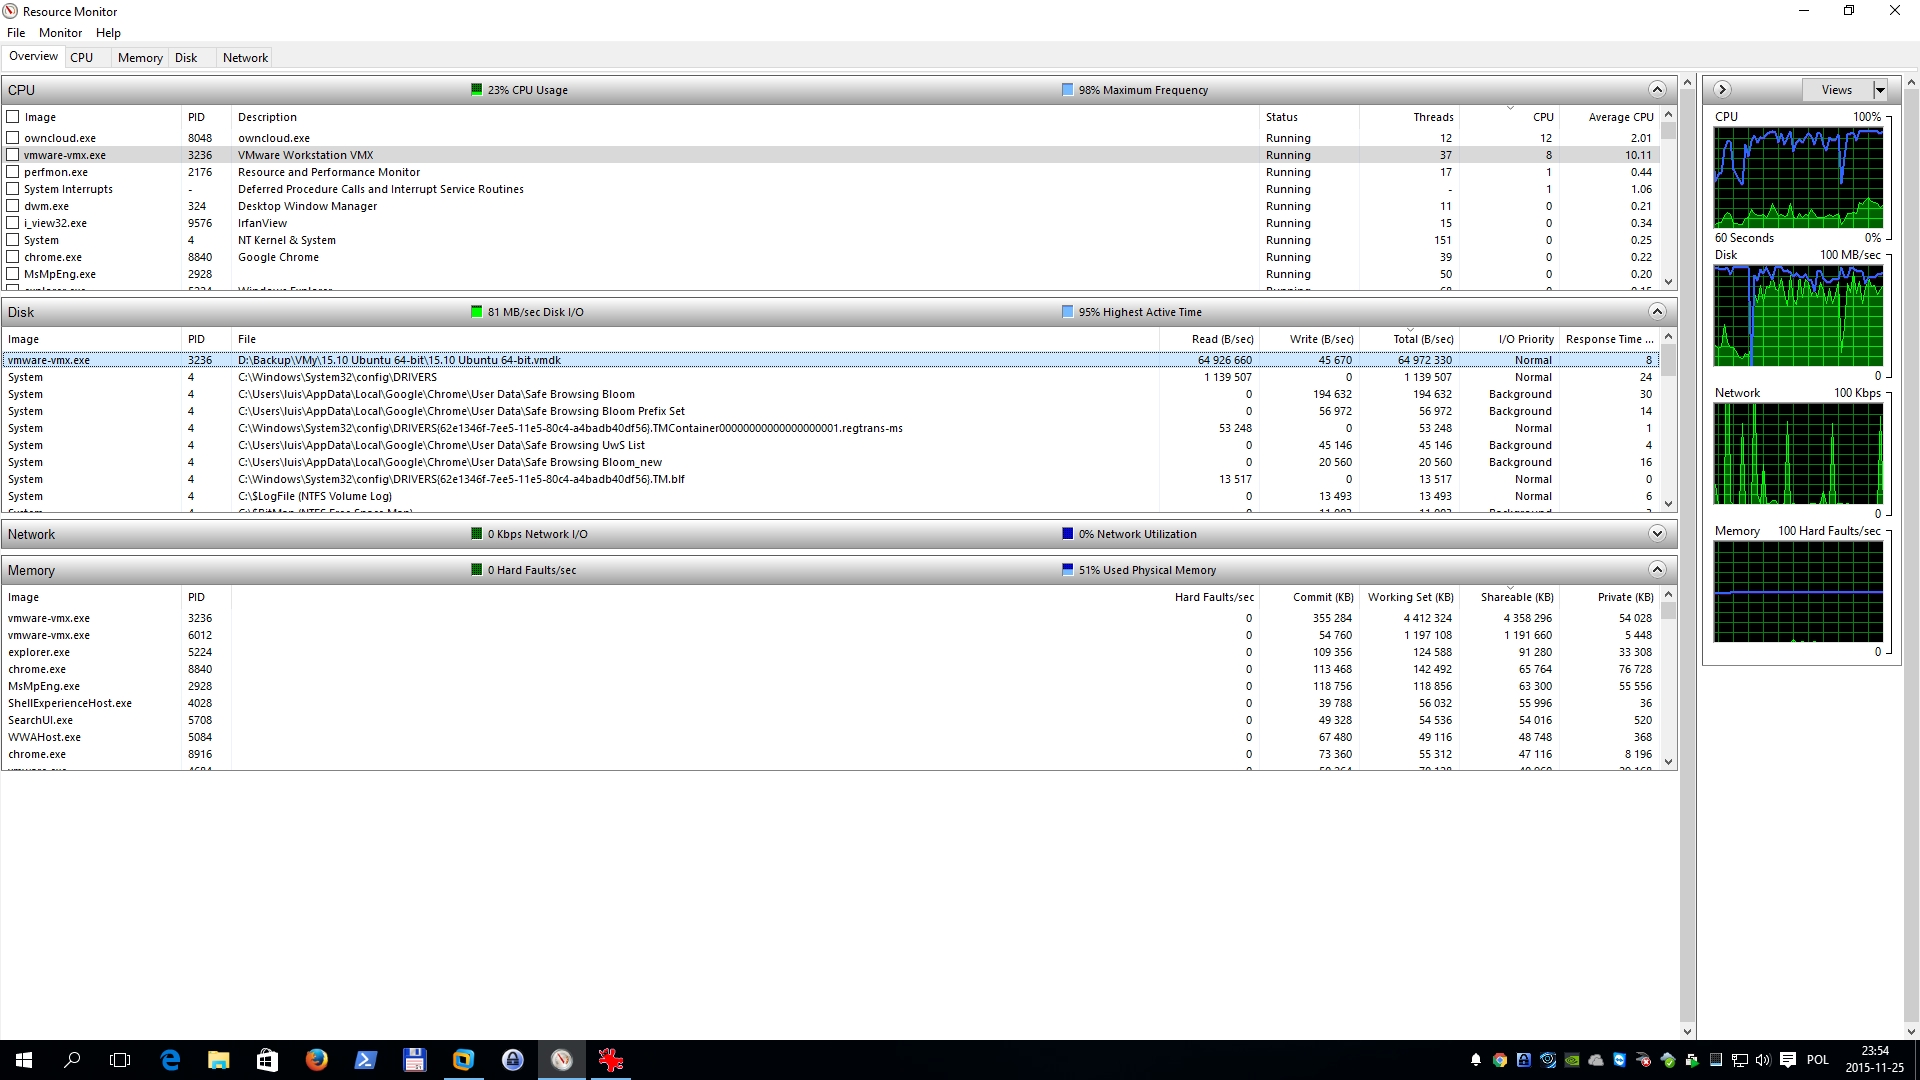 Resource Monitor
File Monitor Help
Overview CPU Memory Disk Network
CPU 23% CPU Usage 98% Maximum Frequency
Image PID Description Status Threads CPU Average CPU
owncloud.exe 8048 owncloud.exe Running 12 12 2.01
vmware-vmx.exe 3236 VMware Workstation VMX Running 37 8 10.11
perfmon.exe 2176 Resource and Performance Monitor Running 17 1 0.44
System Interrupts - Deferred Procedure Calls and Interrupt Service Routines Running - 1 1.06
dwm.exe 324 Desktop Window Manager Running 11 0 0.21
i_view32.exe 9576 IrfanView Running 15 0 0.34
System 4 NT Kernel & System Running 151 0 0.25
chrome.exe 8840 Google Chrome Running 39 0 0.22
MsMpEng.exe 2928 Running 50 0 0.20
Disk 81 MB/sec Disk I/O 95% Highest Active Time
Image PID File Read (B/sec) Write (B/sec) Total (B/sec) I/O Priority Response Time ...
vmware-vmx.exe 3236 D:\Backup\VMy\15.10 Ubuntu 64-bit\15.10 Ubuntu 64-bit.vmdk 64 926 660 45 670 64 972 330 Normal 8
System 4 C:\Windows\System32\config\DRIVERS 1 139 507 0 1 139 507 Normal 24
System 4 C:\Users\luis\AppData\Local\Google\Chrome\User Data\Safe Browsing Bloom 0 194 632 194 632 Background 30
System 4 C:\Users\luis\AppData\Local\Google\Chrome\User Data\Safe Browsing Bloom Prefix Set 0 56 972 56 972 Background 14
System 4 C:\Windows\System32\config\DRIVERS{62e1346f-7ee5-11e5-80c4-a4badb40df56}.TMContainer00000000000000000001.regtrans-ms 53 248 0 53 248 Normal 1
System 4 C:\Users\luis\AppData\Local\Google\Chrome\User Data\Safe Browsing UwS List 0 45 146 45 146 Background 4
System 4 C:\Users\luis\AppData\Local\Google\Chrome\User Data\Safe Browsing Bloom_new 0 20 560 20 560 Background 16
System 4 C:\Windows\System32\config\DRIVERS{62e1346f-7ee5-11e5-80c4-a4badb40df56}.TM.blf 13 517 0 13 517 Normal 0
System 4 C:\$LogFile (NTFS Volume Log) 0 13 493 13 493 Normal 6
Network 0 Kbps Network I/O 0% Network Utilization
Memory 0 Hard Faults/sec 51% Used Physical Memory
Image PID Hard Faults/sec Commit (KB) Working Set (KB) Shareable (KB) Private (KB)
vmware-vmx.exe 3236 0 355 284 4 412 324 4 358 296 54 028
vmware-vmx.exe 6012 0 54 760 1 197 108 1 191 660 5 448
explorer.exe 5224 0 109 356 124 588 91 280 33 308
chrome.exe 8840 0 113 468 142 492 65 764 76 728
MsMpEng.exe 2928 0 118 756 118 856 63 300 55 556
ShellExperienceHost.exe 4028 0 39 788 56 032 55 996 36
SearchUI.exe 5708 0 49 328 54 536 54 016 520
WWAHost.exe 5084 0 67 480 49 116 48 748 368
chrome.exe 8916 0 73 360 55 312 47 116 8 196
Views
CPU 100%
60 Seconds 0%
Disk 100 MB/sec
0
Network 100 Kbps
0
Memory 100 Hard Faults/sec
0
POL
23:54
2015-11-25